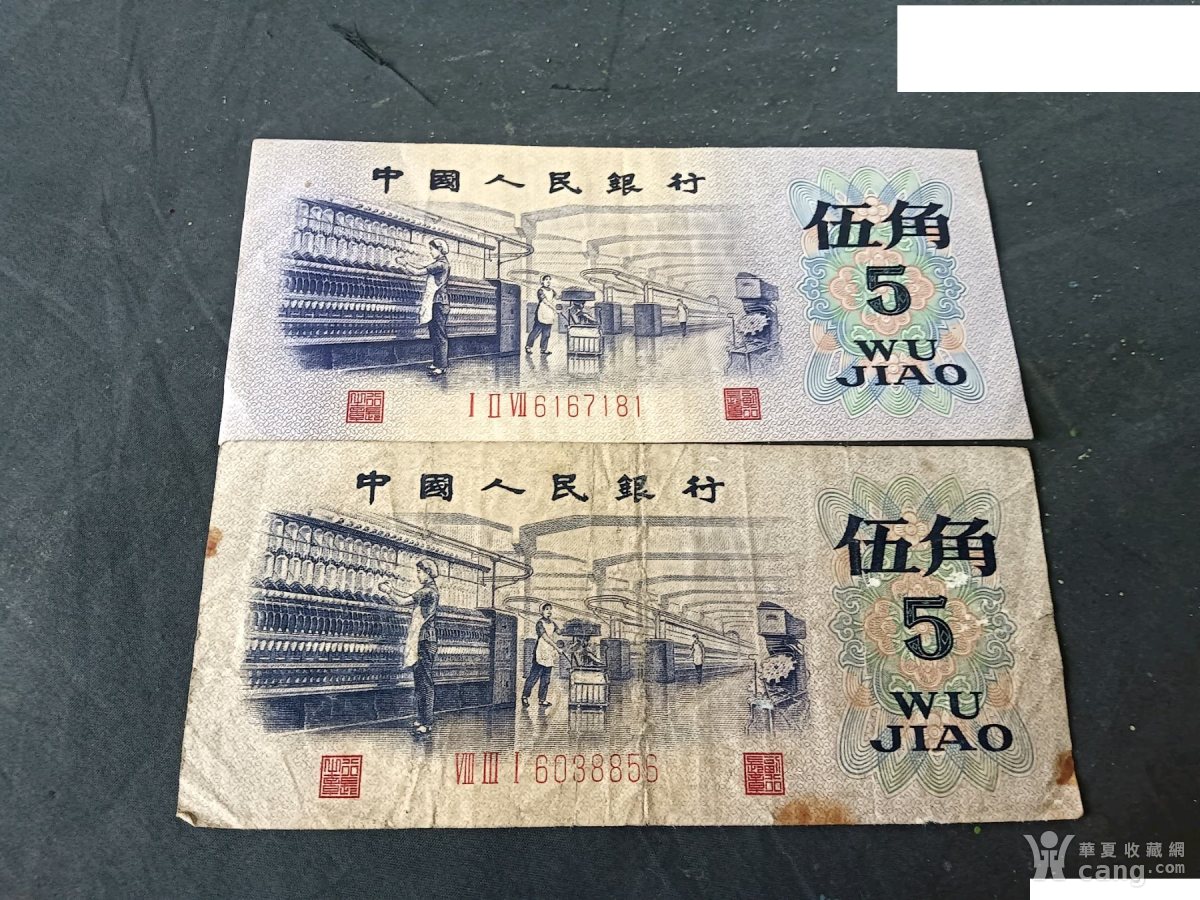 中國人民銀行
伍角
5
WU
JIAO
I II VII 6167181
中國人民銀行
伍角
5
WU
JIAO
VIII III I 6038856
華夏收藏網
cang.com